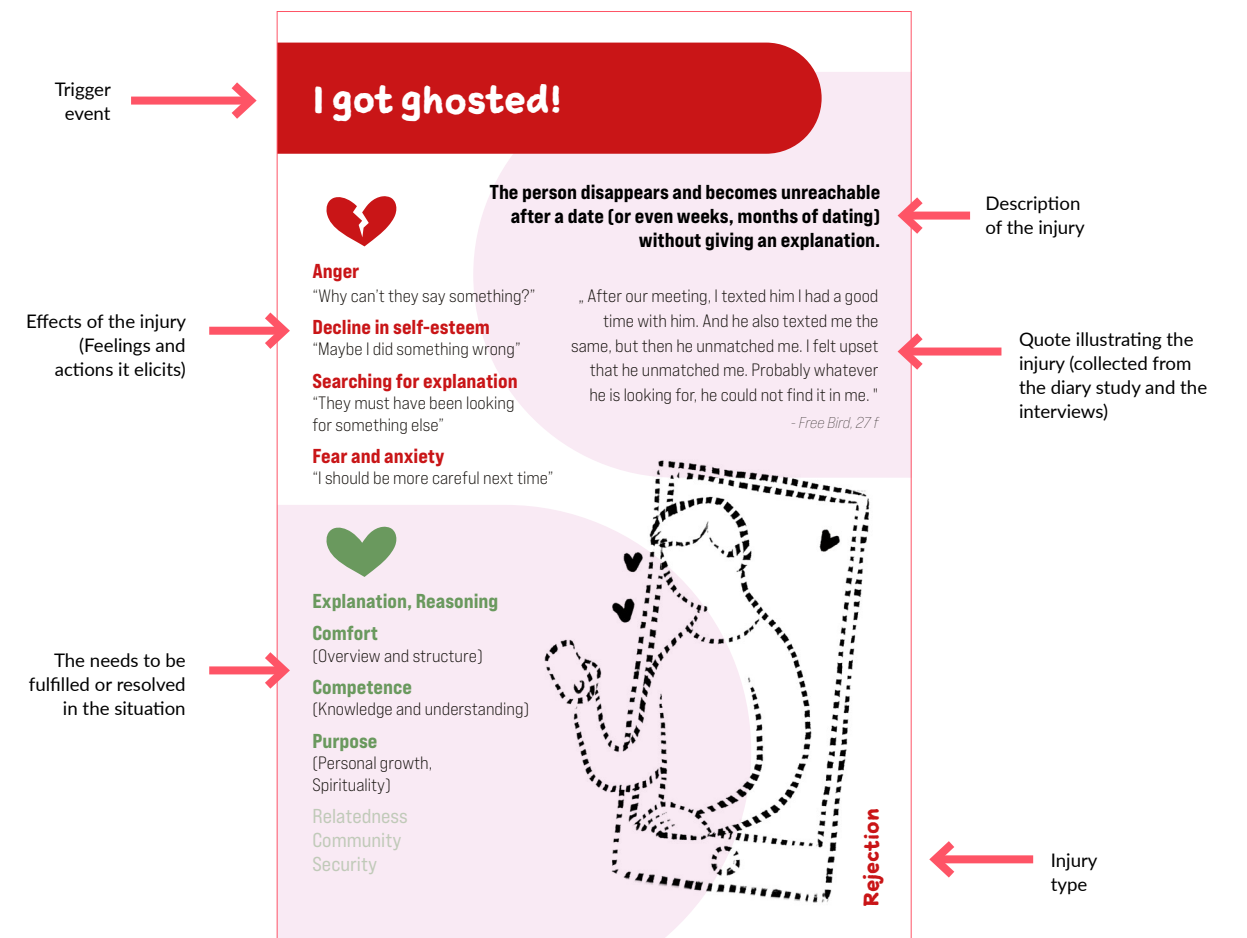 Trigger
event
I got ghosted!
The person disappears and becomes unreachable
after a date (or even weeks, months of dating)
without giving an explanation.
Description
of the injury
Effects of the injury
(Feelings and
actions it elicits)
Anger
“Why can’t they say something?”
Decline in self-esteem
“Maybe I did something wrong”
Searching for explanation
“They must have been looking
for something else”
Fear and anxiety
“I should be more careful next time”
„ After our meeting, I texted him I had a good
time with him. And he also texted me the
same, but then he unmatched me. I felt upset
that he unmatched me. Probably whatever
he is looking for, he could not find it in me. "
- Free Bird, 27 f
Quote illustrating the
injury (collected from
the diary study and the
interviews)
The needs to be
fulfilled or resolved
in the situation
Explanation, Reasoning
Comfort
(Overview and structure)
Competence
(Knowledge and understanding)
Purpose
(Personal growth,
Spirituality)
Relatedness
Community
Security
Rejection
Injury
type